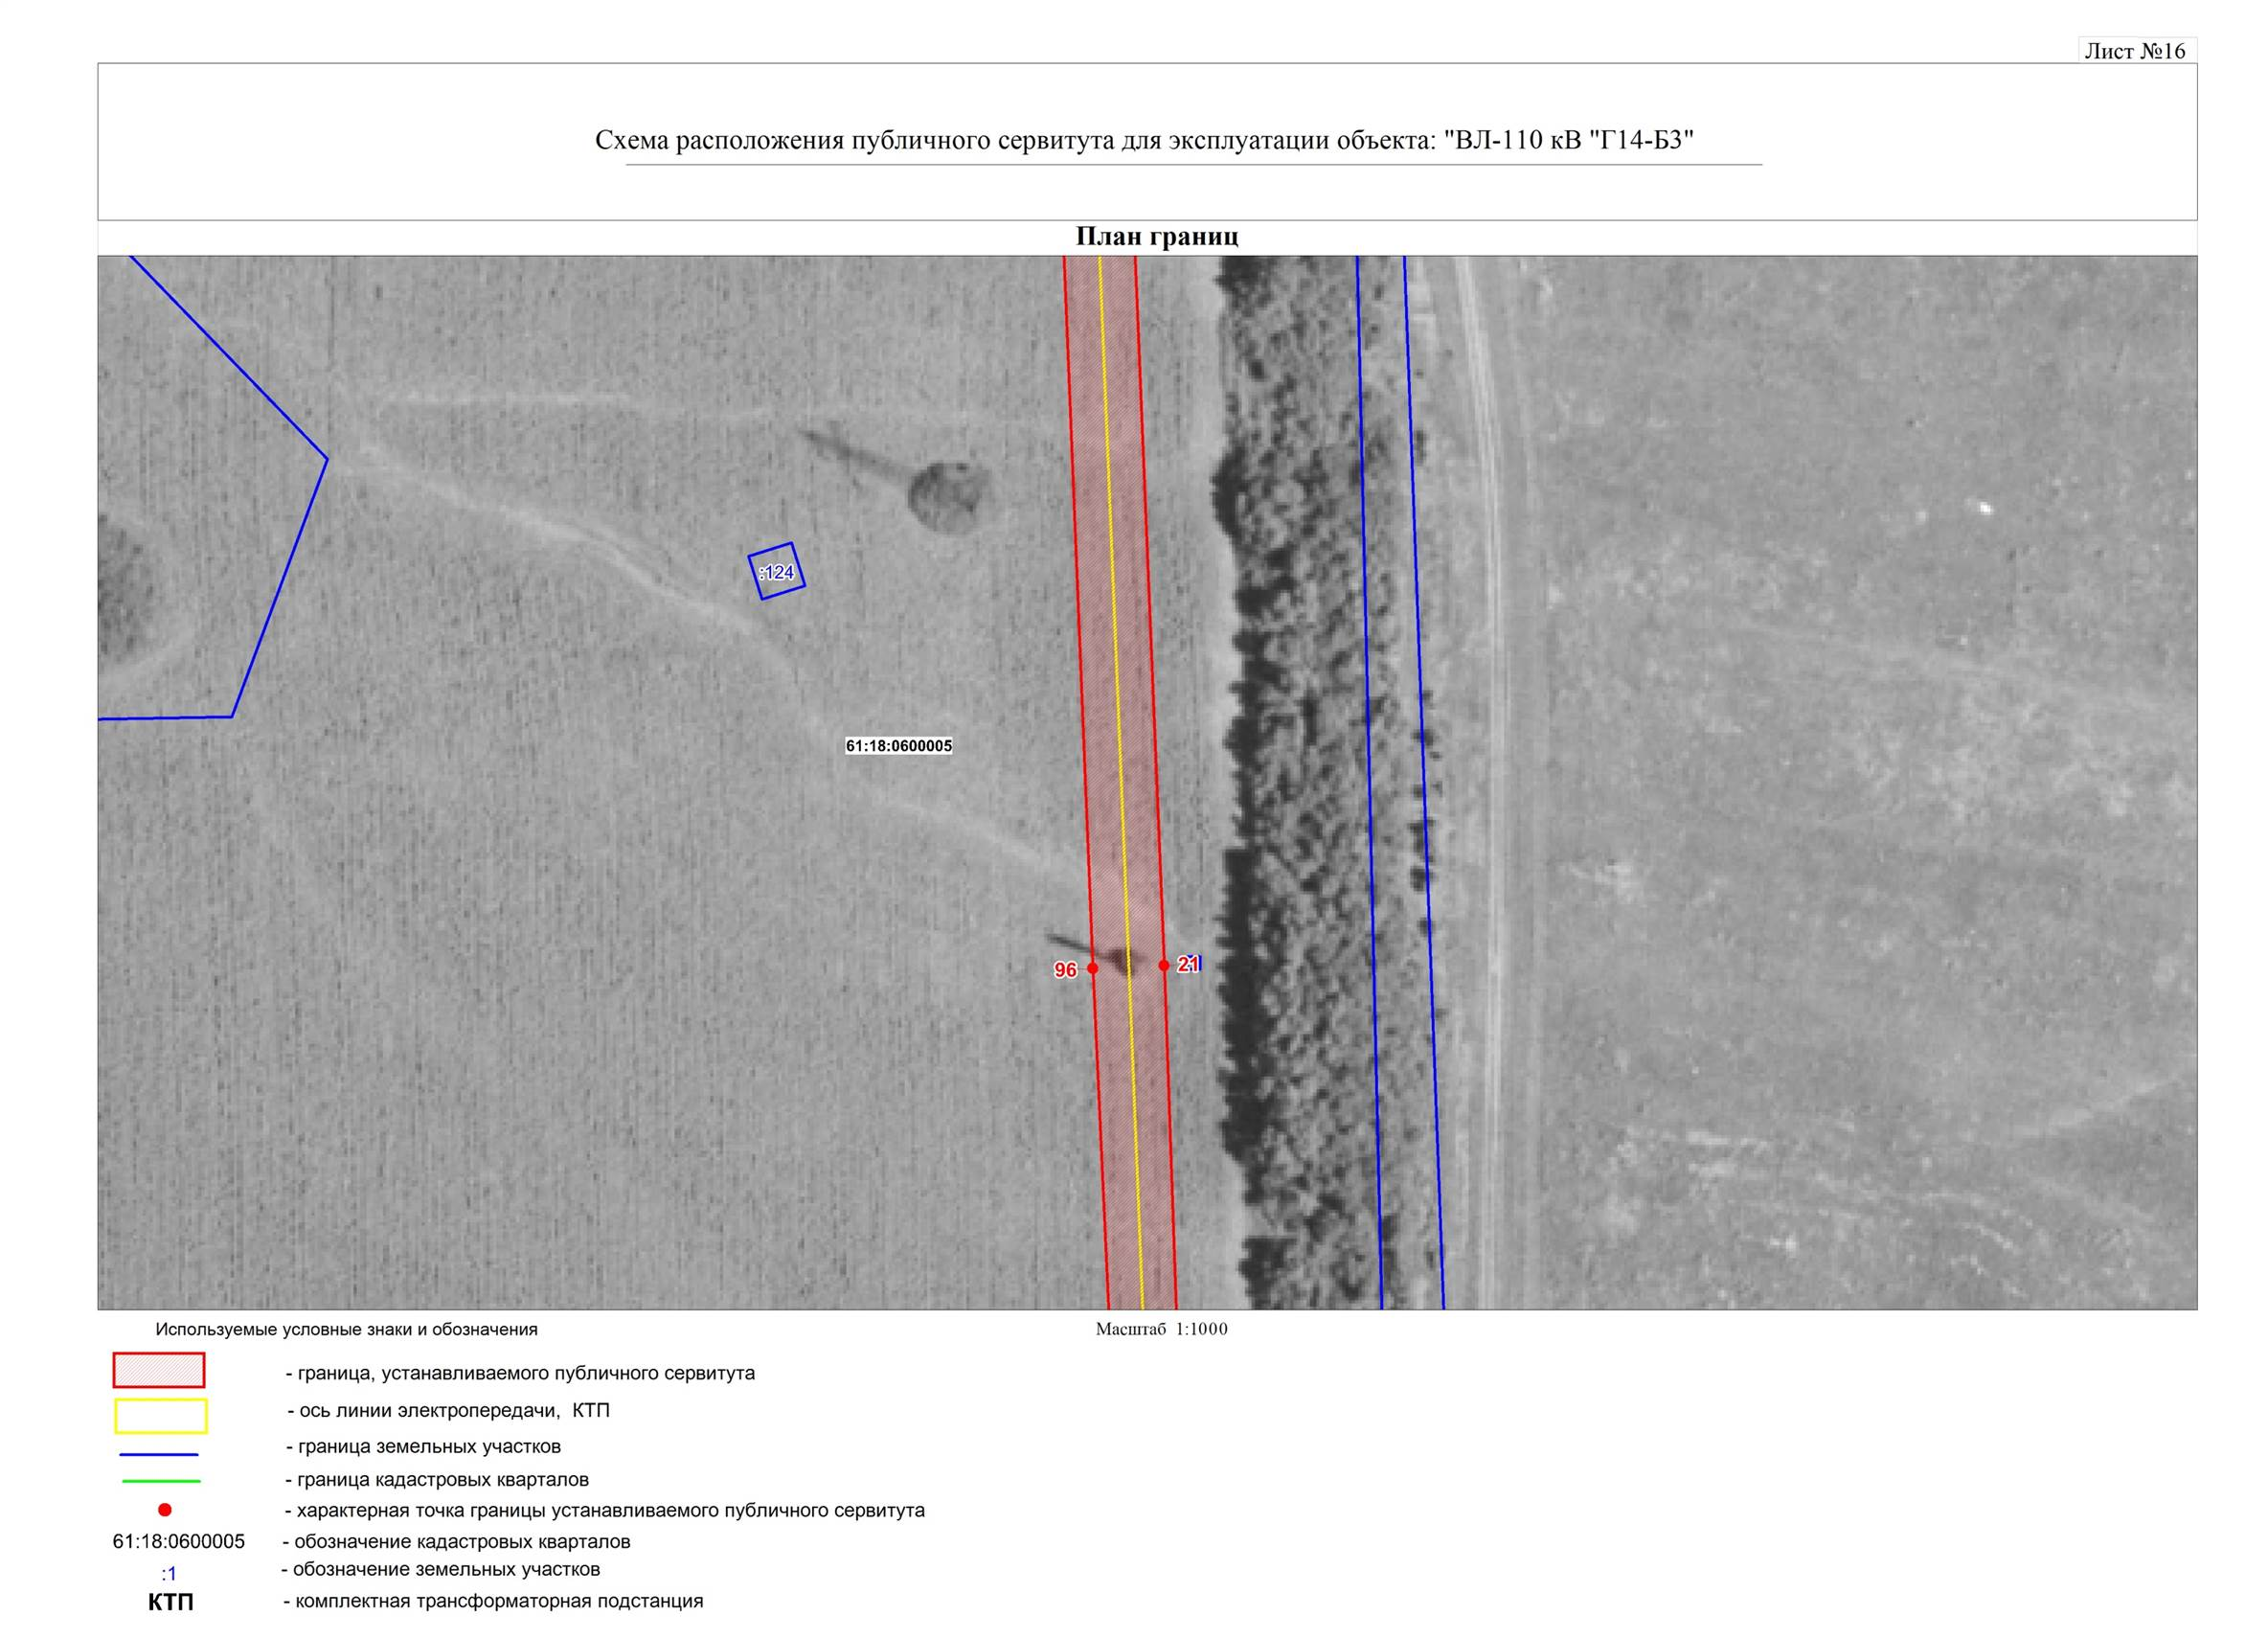 Лист №16
Схема расположения публичного сервитута для эксплуатации объекта: "ВЛ-110 кВ "Г14-Б3"
План границ
:124
61:18:0600005
96
21
Используемые условные знаки и обозначения
Масштаб 1:1000
- граница, устанавливаемого публичного сервитута
- ось линии электропередачи, КТП
- граница земельных участков
- граница кадастровых кварталов
- характерная точка границы устанавливаемого публичного сервитута
61:18:0600005 - обозначение кадастровых кварталов
:1 - обозначение земельных участков
КТП - комплектная трансформаторная подстанция